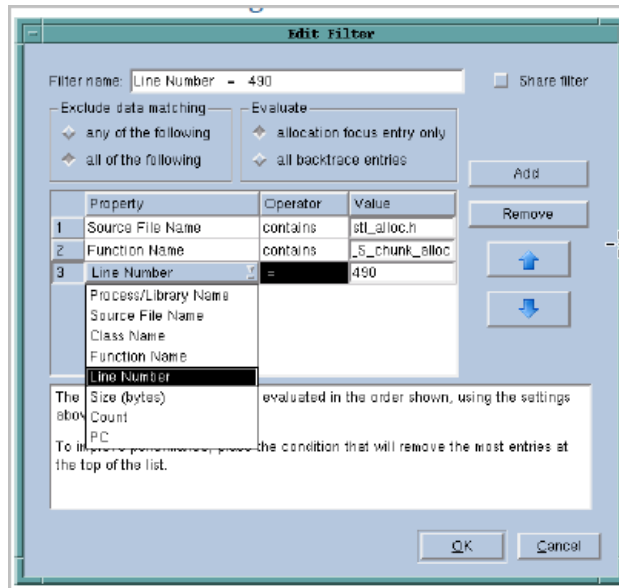 Edit Filter
Filter name: Line Number = 490
Share filter
Exclude data matching
any of the following
all of the following
Evaluate
allocation focus entry only
all backtrace entries
Add
Remove
Property Operator Value
1 Source File Name contains stl_alloc.h
2 Function Name contains _S_chunk_alloc
3 Line Number = 490
Process/Library Name
Source File Name
Class Name
Function Name
Line Number
Size (bytes)
Count
PC
The evaluated in the order shown, using the settings
abov
To improve performance, place the condition that will remove the most entries at
the top of the list.
OK
Cancel